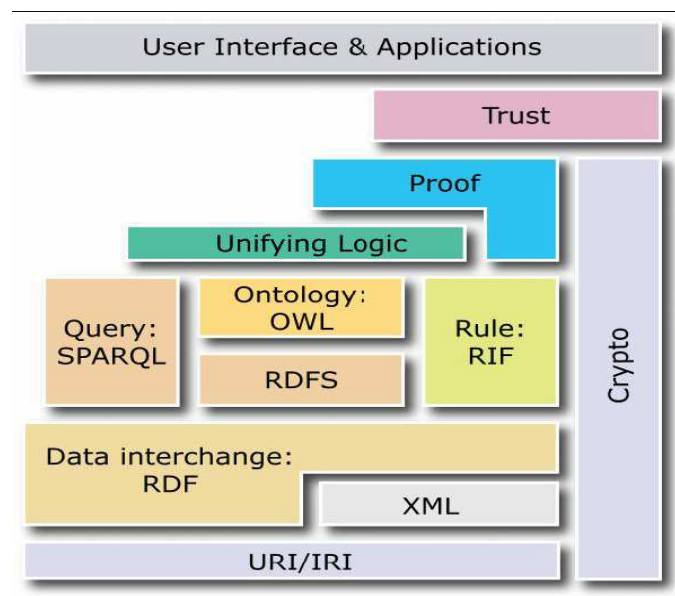 User Interface & Applications
Trust
Proof
Unifying Logic
Query:
SPARQL
Ontology:
OWL
RDFS
Rule:
RIF
Crypto
Data interchange:
RDF
XML
URI/IRI